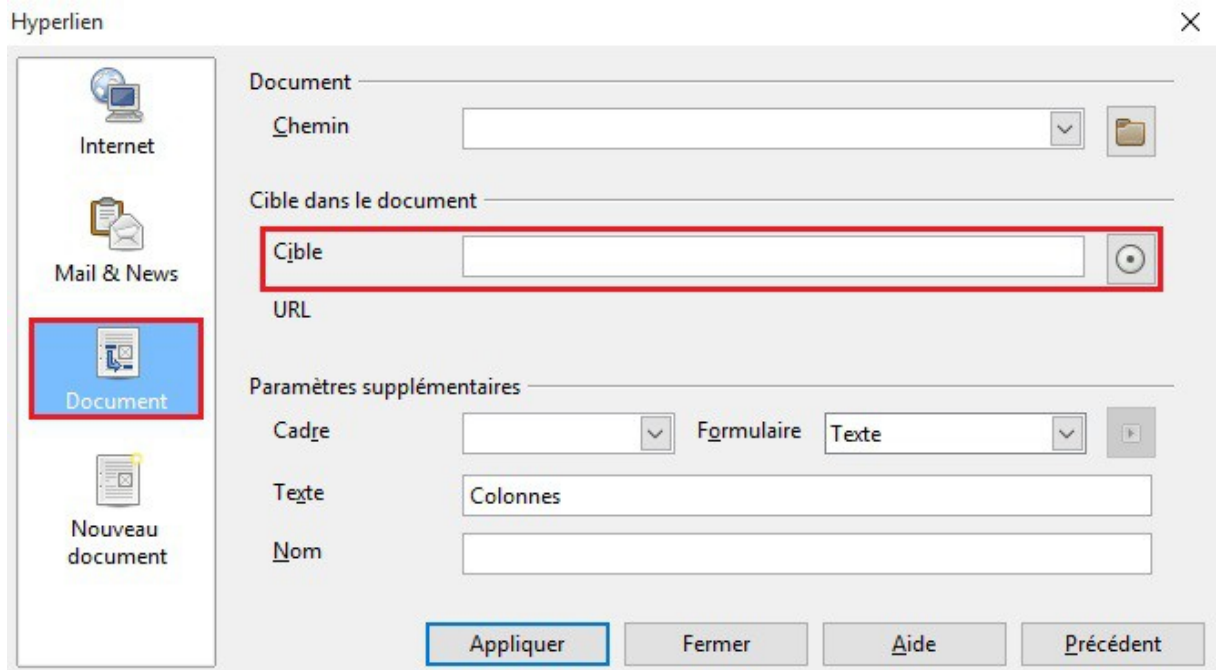 Hyperlien
Internet
Mail & News
Document
Nouveau
document
Document
Chemin
Cible dans le document
Cible
URL
Paramètres supplémentaires
Cadre Formulaire Texte
Texte Colonnes
Nom
Appliquer Fermer Aide Précédent